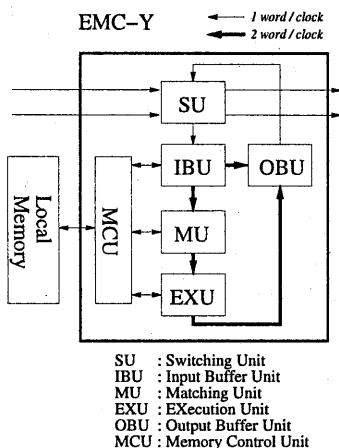 EMC-Y
1 word / clock
2 word / clock
SU
IBU
OBU
MCU
Local
Memory
MU
EXU
SU : Switching Unit
IBU : Input Buffer Unit
MU : Matching Unit
EXU : EXecution Unit
OBU : Output Buffer Unit
MCU : Memory Control Unit